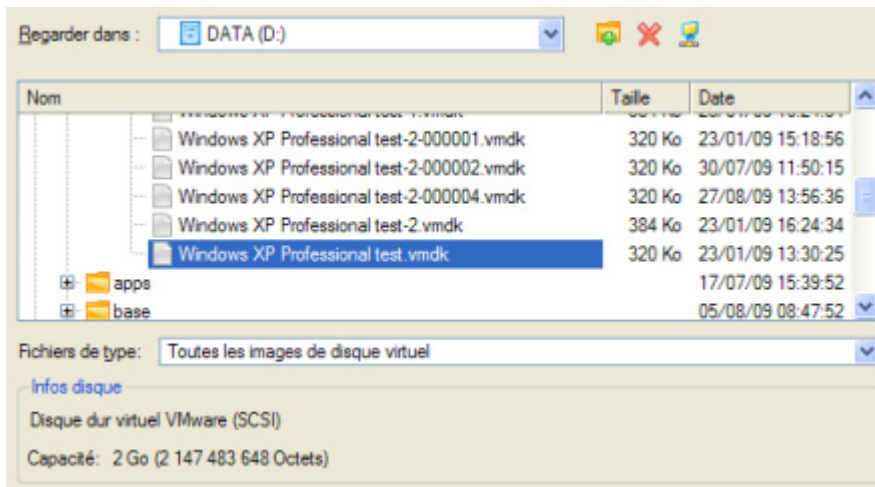 Regarder dans : DATA (D:)
Nom Taille Date
Windows XP Professional test-2-000001.vmdk 320 Ko 23/01/09 15:18:56
Windows XP Professional test-2-000002.vmdk 320 Ko 30/07/09 11:50:15
Windows XP Professional test-2-000004.vmdk 320 Ko 27/08/09 13:56:36
Windows XP Professional test-2.vmdk 384 Ko 23/01/09 16:24:34
Windows XP Professional test.vmdk 320 Ko 23/01/09 13:30:25
apps 17/07/09 15:39:52
base 05/08/09 08:47:52
Fichiers de type: Toutes les images de disque virtuel
Infos disque
Disque dur virtuel VMware (SCSI)
Capacité: 2 Go (2 147 483 648 Octets)